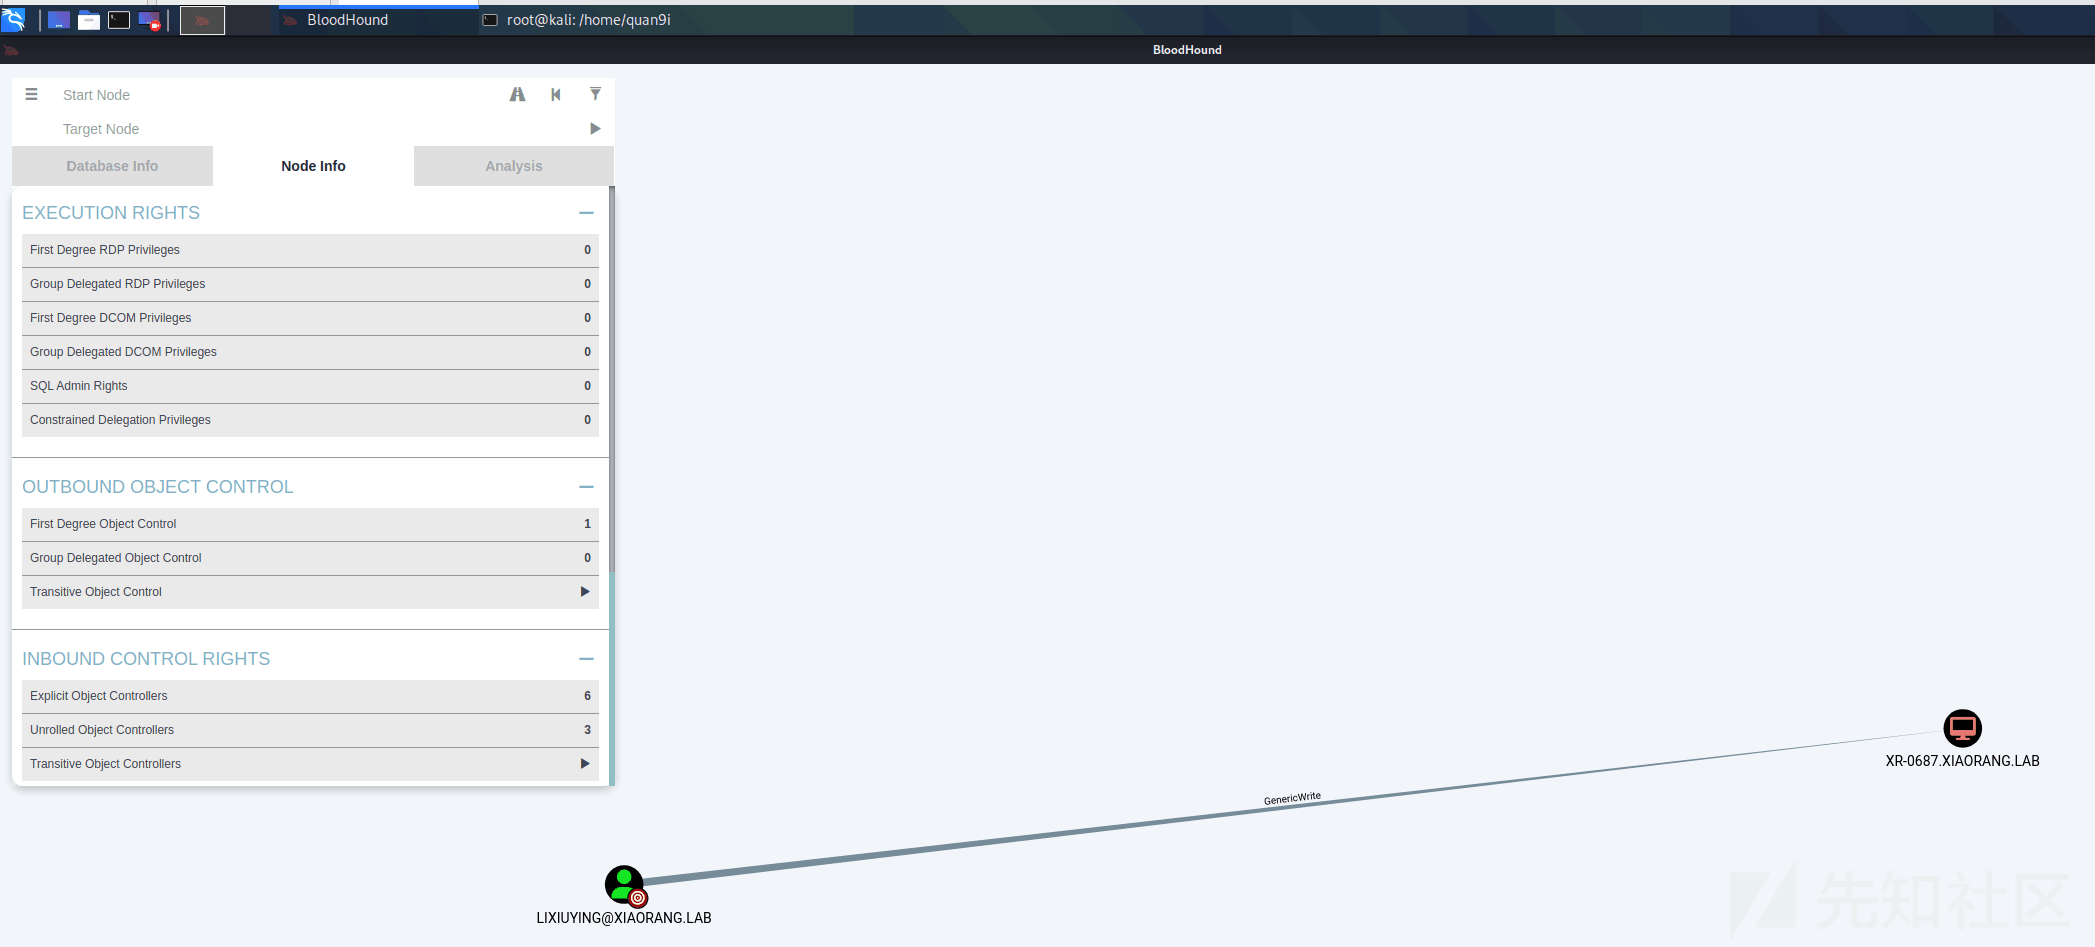 BloodHound
root@kali: /home/quan9i
BloodHound
Start Node
Target Node
Database Info
Node Info
Analysis
EXECUTION RIGHTS
First Degree RDP Privileges 0
Group Delegated RDP Privileges 0
First Degree DCOM Privileges 0
Group Delegated DCOM Privileges 0
SQL Admin Rights 0
Constrained Delegation Privileges 0
OUTBOUND OBJECT CONTROL
First Degree Object Control 1
Group Delegated Object Control 0
Transitive Object Control
INBOUND CONTROL RIGHTS
Explicit Object Controllers 6
Unrolled Object Controllers 3
Transitive Object Controllers
XR-0687.XIAORANG.LAB
GenericWrite
LIXIUYING@XIAORANG.LAB
先知社区